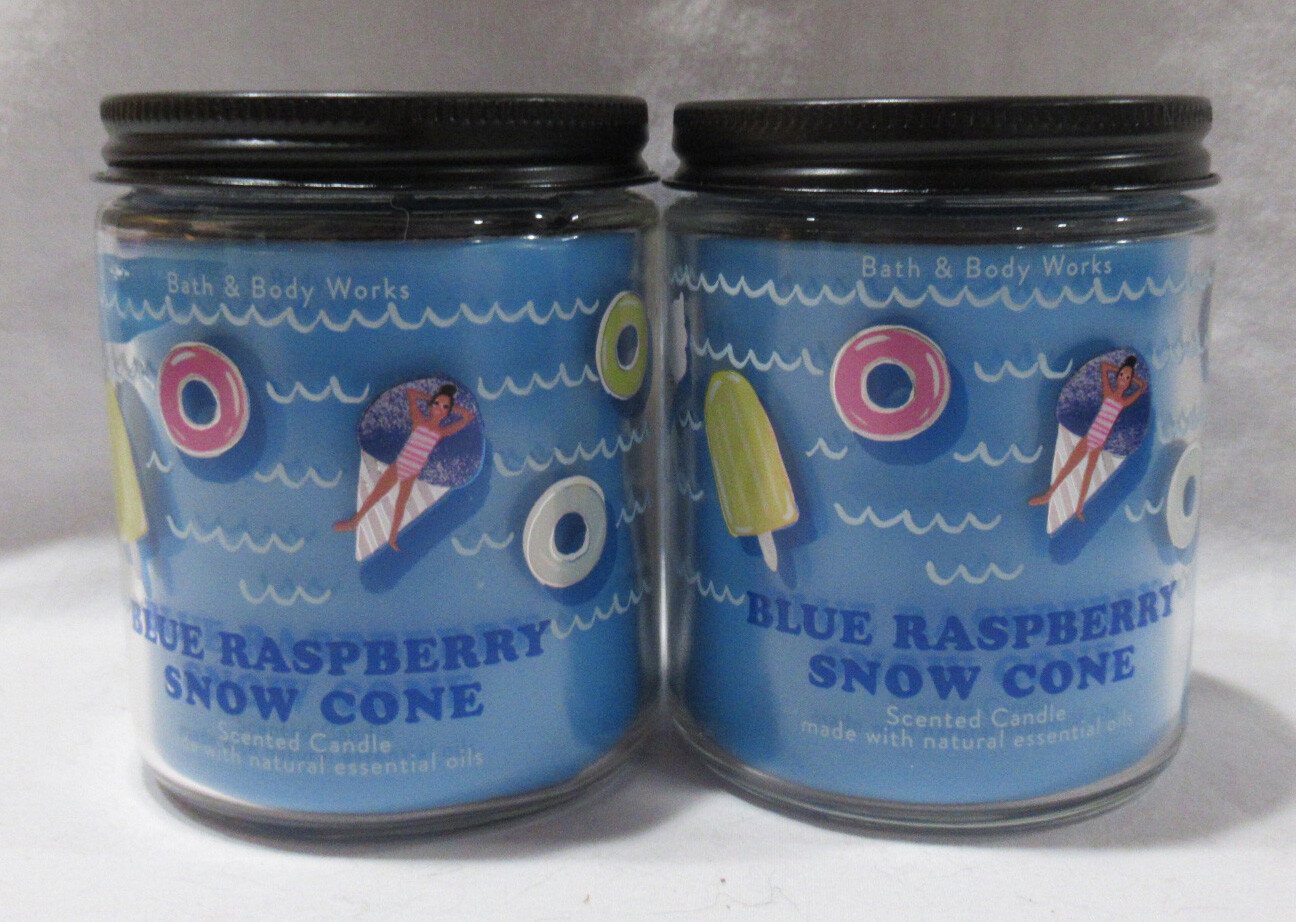 Bath & Body Works
BLUE RASPBERRY
SNOW CONE
Scented Candle
with natural essential oils
Bath & Body Works
BLUE RASPBERRY
SNOW CONE
Scented Candle
made with natural essential oils